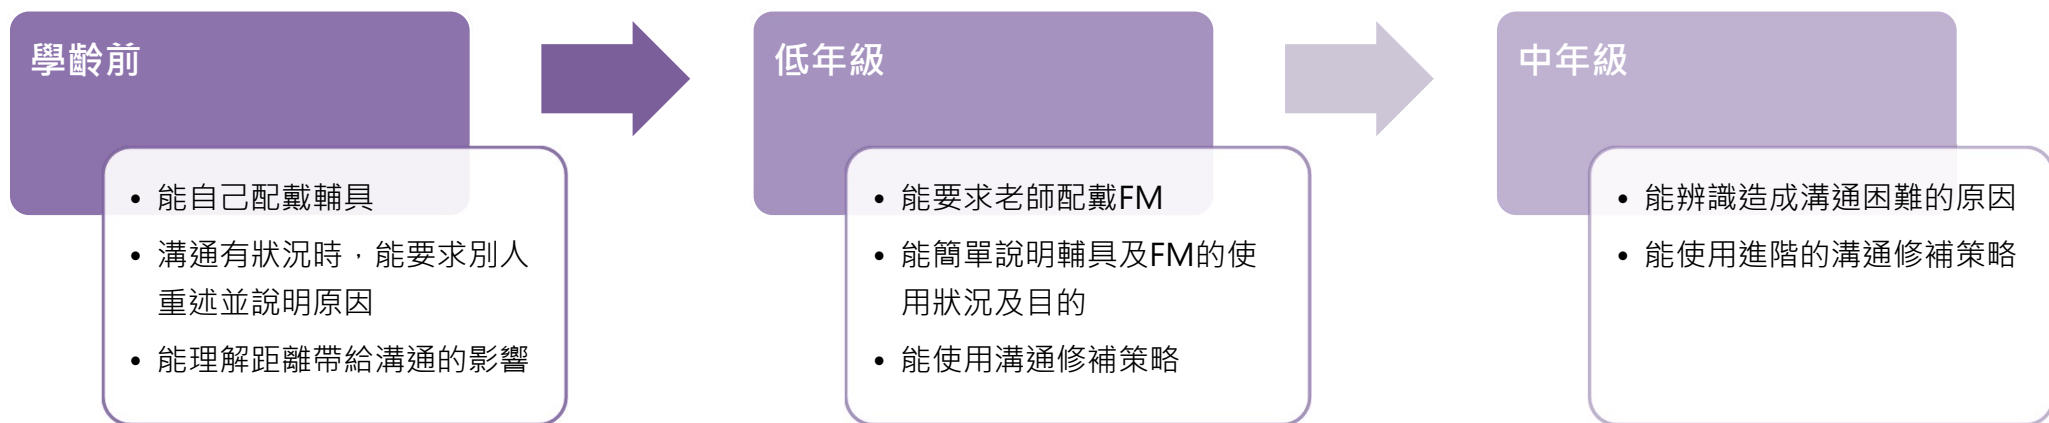 學齡前
• 能自己配戴輔具
• 溝通有狀況時，能要求別人
重述並說明原因
• 能理解距離帶給溝通的影響
低年級
• 能要求老師配戴FM
• 能簡單說明輔具及FM的使
用狀況及目的
• 能使用溝通修補策略
中年級
• 能辨識造成溝通困難的原因
• 能使用進階的溝通修補策略